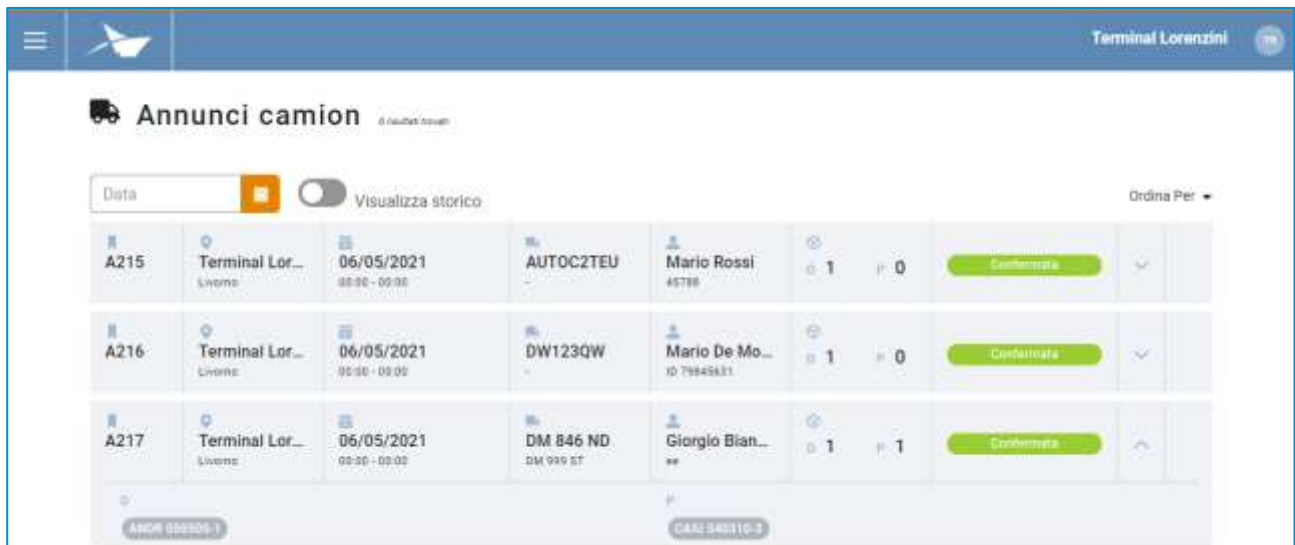 Terminal Lorenzini
Annunci camion
Data
Visualizza storico
Ordina Per
A215
Terminal Lor...
Livorno
06/05/2021
00:00 - 00:00
AUTOC2TEU
-
Mario Rossi
45788
D 1
P 0
Confermata
A216
Terminal Lor...
Livorno
06/05/2021
00:00 - 00:00
DW123QW
-
Mario De Mo...
ID 79845631
D 1
P 0
Confermata
A217
Terminal Lor...
Livorno
06/05/2021
00:00 - 00:00
DM 846 ND
DM 999 ST
Giorgio Bian...
ee
D 1
P 1
Confermata
D
P